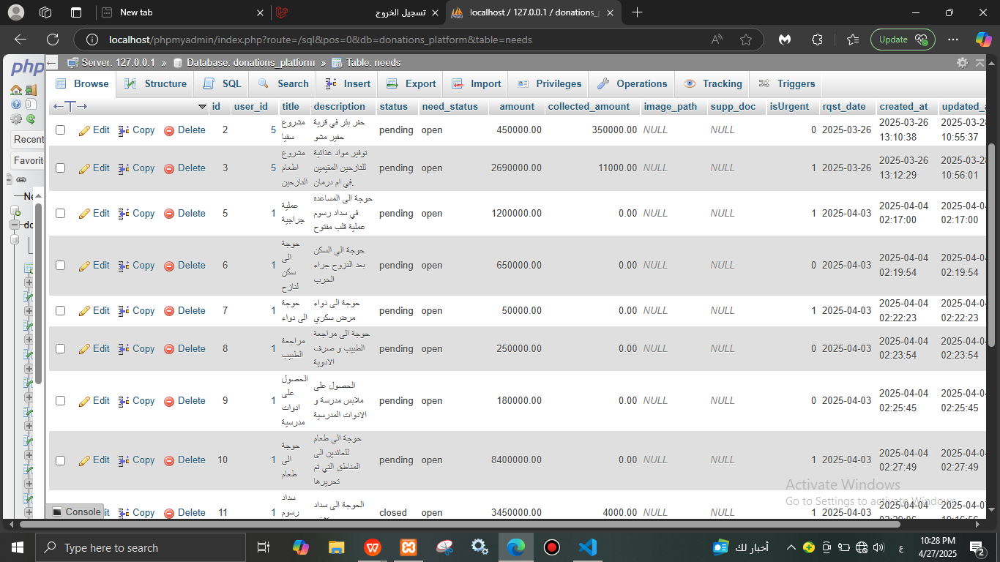 New tab
تسجيل الخروج
localhost / 127.0.0.1 / donations_p
localhost/phpmyadmin/index.php?route=/sql&pos=0&db=donations_platform&table=needs
Update
php
Server: 127.0.0.1 » Database: donations_platform » Table: needs
Browse Structure SQL Search Insert Export Import Privileges Operations Tracking Triggers
Recent
Favorit
Ne
do
id user_id title description status need_status amount collected_amount image_path supp_doc isUrgent rqst_date created_at updated_a
Edit Copy Delete 2 5 مشروع سقيا حفر بئر في قرية حفير مشو pending open 450000.00 350000.00 NULL NULL 0 2025-03-26 2025-03-26 13:10:38 2025-03-28 10:55:37
Edit Copy Delete 3 5 مشروع اطعام النازحين توفير مواد غذائية للنازحين المقيمين في ام درمان. pending open 2690000.00 11000.00 NULL NULL 1 2025-03-26 2025-03-26 13:12:29 2025-03-28 10:56:01
Edit Copy Delete 5 1 عملية جراجية حوجة الى المساعده في سداد رسوم عملية قلب مفتوح pending open 1200000.00 0.00 NULL NULL 1 2025-04-03 2025-04-04 02:17:00 2025-04-04 02:17:00
Edit Copy Delete 6 1 حوجة الى سكن لنازح حوجة الى السكن بعد النزوح جراء الحرب pending open 650000.00 0.00 NULL NULL 0 2025-04-03 2025-04-04 02:19:54 2025-04-04 02:19:54
Edit Copy Delete 7 1 حوجة الى دواء حوجة الى دواء مرض سكري pending open 50000.00 0.00 NULL NULL 1 2025-04-03 2025-04-04 02:22:23 2025-04-04 02:22:23
Edit Copy Delete 8 1 مراجعة الطبيب حوجة الى مراجعة الطبيب و صرف الادوية pending open 250000.00 0.00 NULL NULL 0 2025-04-03 2025-04-04 02:23:54 2025-04-04 02:23:54
Edit Copy Delete 9 1 الحصول على ادوات مدرسية الحصول على ملابس مدرسة و الادوات المدرسية pending open 180000.00 0.00 NULL NULL 0 2025-04-03 2025-04-04 02:25:45 2025-04-04 02:25:45
Edit Copy Delete 10 1 حوجة الى طعام حوجة الى طعام للعائدين الى المناطق التي تم تحريرها pending open 8400000.00 0.00 NULL NULL 1 2025-04-03 2025-04-04 02:27:49 2025-04-04 02:27:49
Copy Delete 11 1 سداد رسوم الحوجة الى سداد closed open 3450000.00 4000.00 NULL NULL 1 2025-04-03 2025-04-04
Console
Activate Windows
Go to Settings to activate Windows.
Type here to search
أخبار لك
ع
10:28 PM
4/27/2025
2